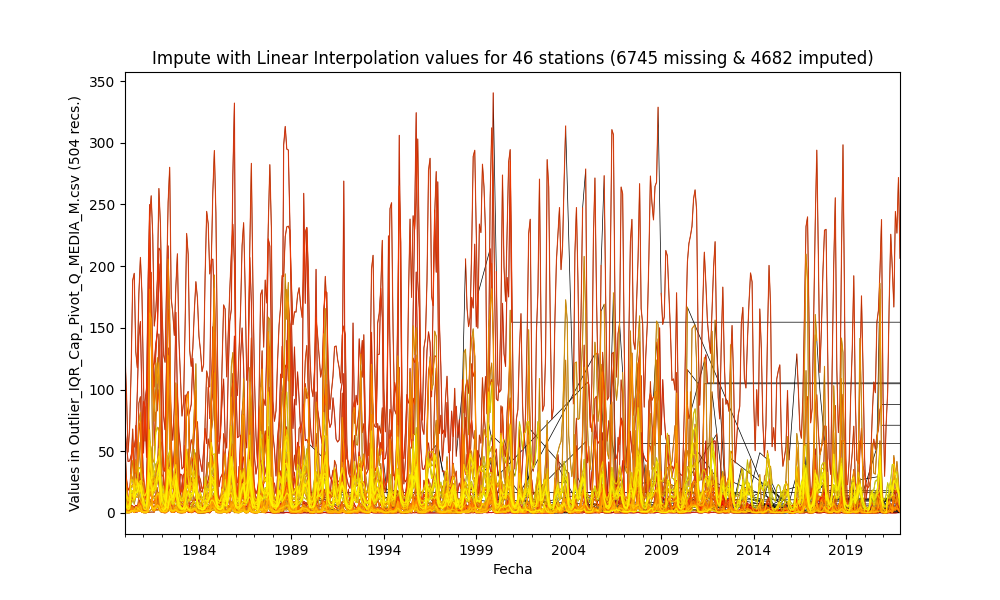 Impute with Linear Interpolation values for 46 stations (6745 missing & 4682 imputed)
Values in Outlier_IQR_Cap_Pivot_Q_MEDIA_M.csv (504 recs.)
350
300
250
200
150
100
50
0
1984 1989 1994 1999 2004 2009 2014 2019
Fecha